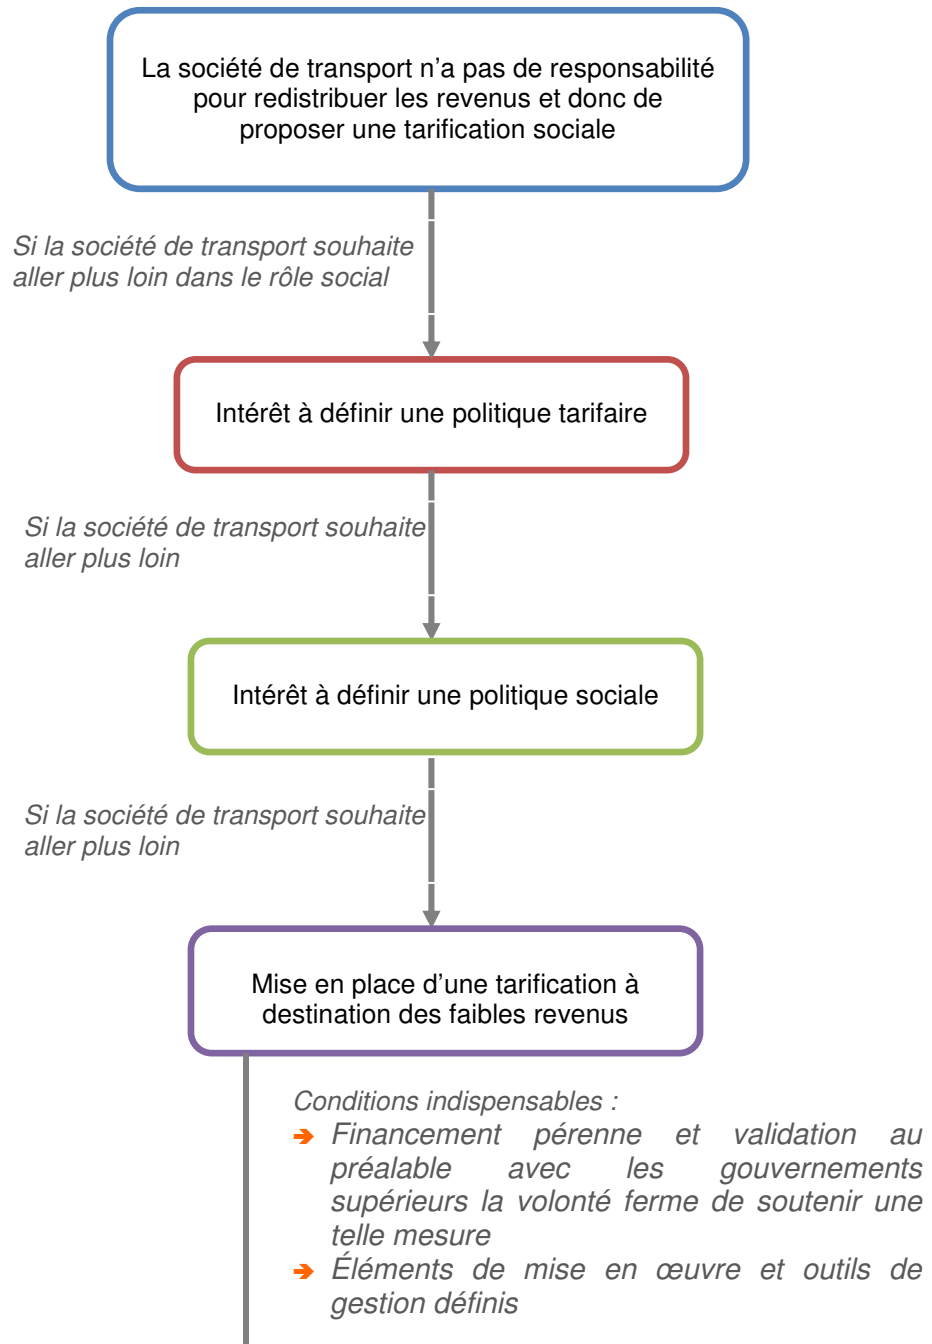 La société de transport n'a pas de responsabilité
pour redistribuer les revenus et donc de
proposer une tarification sociale
Si la société de transport souhaite
aller plus loin dans le rôle social
Intérêt à définir une politique tarifaire
Si la société de transport souhaite
aller plus loin
Intérêt à définir une politique sociale
Si la société de transport souhaite
aller plus loin
Mise en place d'une tarification à
destination des faibles revenus
Conditions indispensables :
➔ Financement pérenne et validation au
préalable avec les gouvernements
supérieurs la volonté ferme de soutenir une
telle mesure
➔ Éléments de mise en œuvre et outils de
gestion définis